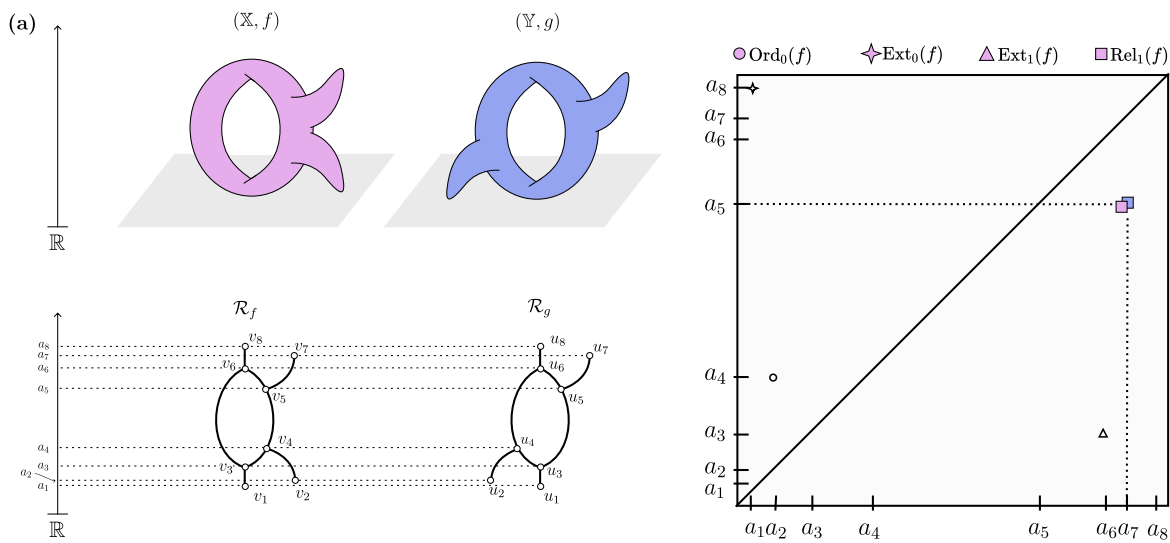 (a)
(𝕏, f)
(𝕐, g)
ℝ
ℛ_f
ℛ_g
a₈
a₇
a₆
a₅
a₄
a₃
a₂
a₁
v₈
v₇
v₆
v₅
v₄
v₃
v₂
v₁
u₈
u₇
u₆
u₅
u₄
u₃
u₂
u₁
ℝ
Ord₀(f) Ext₀(f) Ext₁(f) Rel₁(f)
a₈
a₇
a₆
a₅
a₄
a₃
a₂
a₁
a₁ a₂ a₃ a₄ a₅ a₆ a₇ a₈